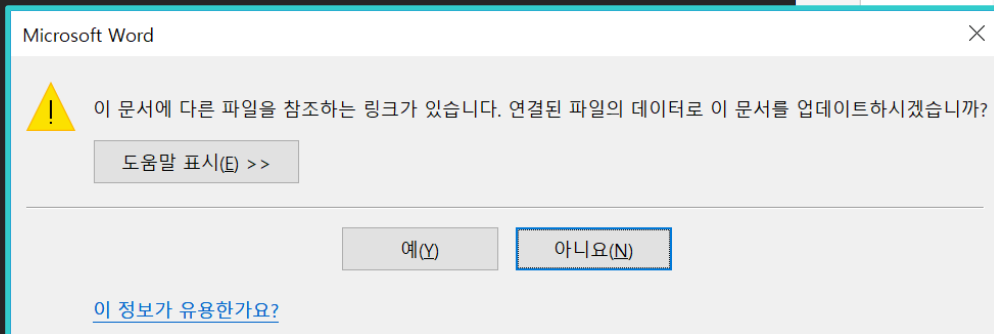 Microsoft Word
이 문서에 다른 파일을 참조하는 링크가 있습니다. 연결된 파일의 데이터로 이 문서를 업데이트하시겠습니까?
도움말 표시(E) >>
예(Y)
아니요(N)
이 정보가 유용한가요?